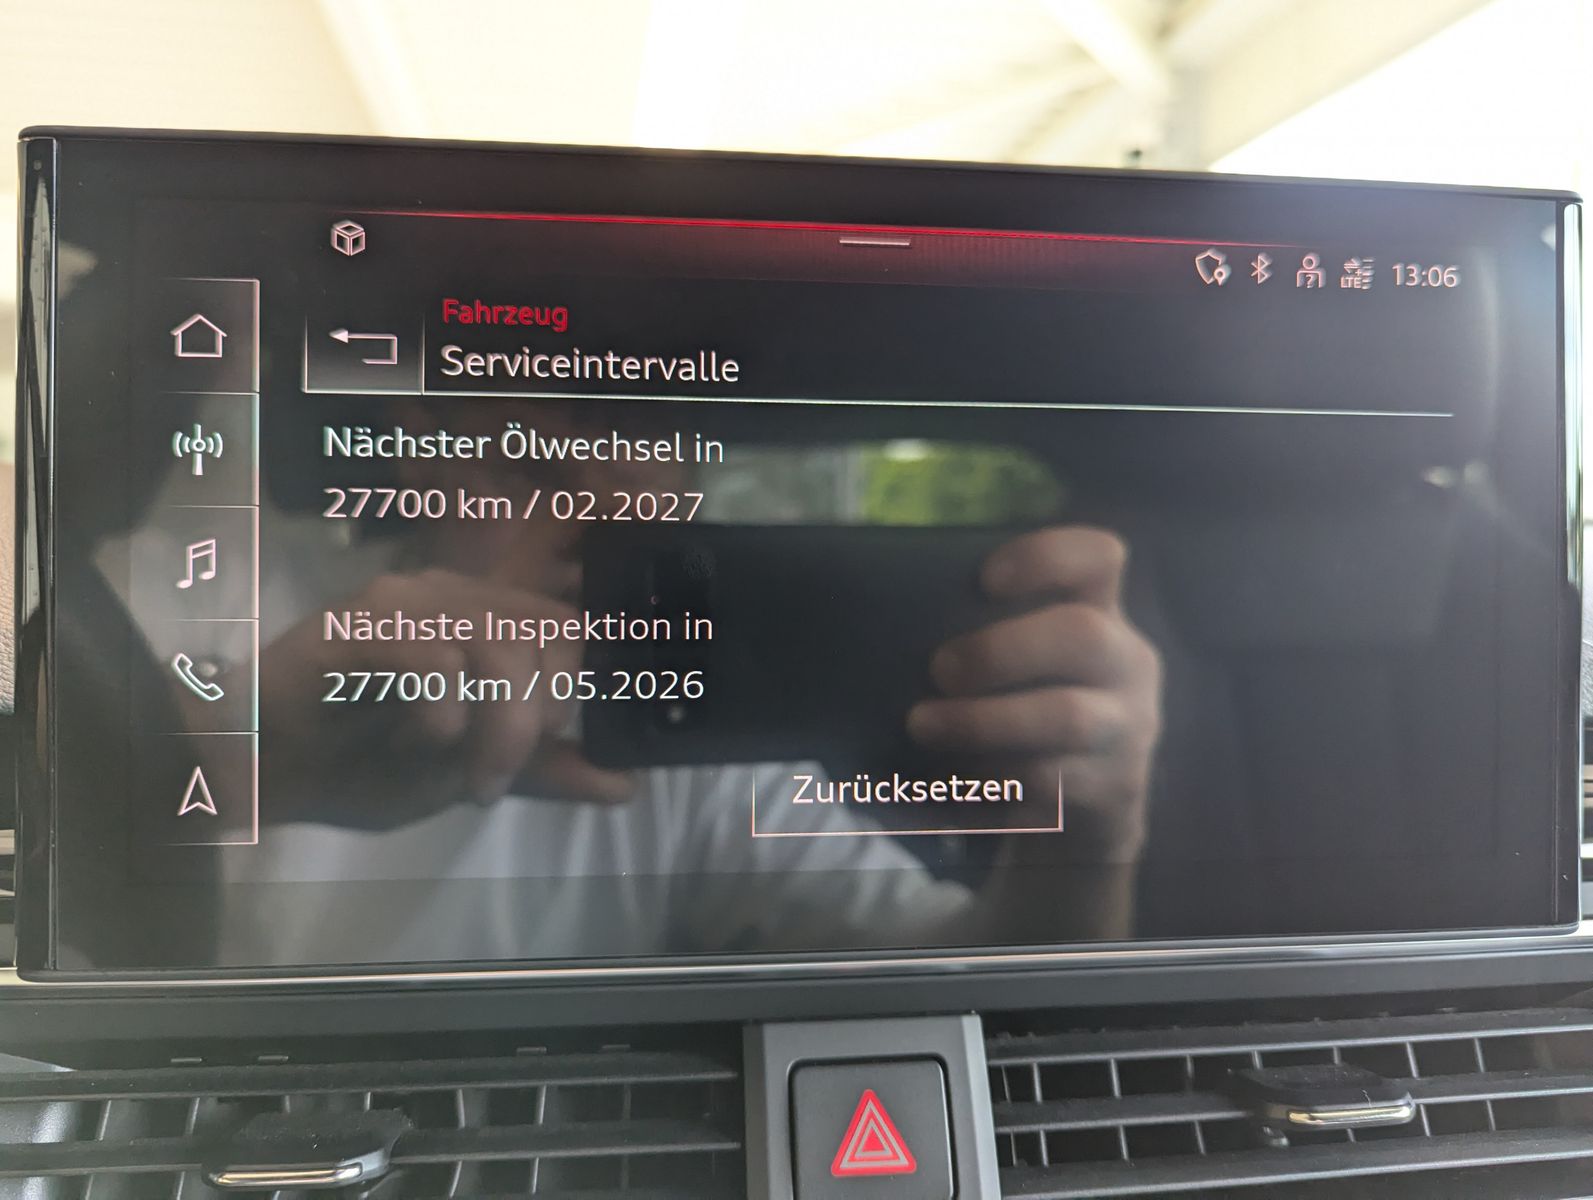 LTE 13:06
Fahrzeug
Serviceintervalle
Nächster Ölwechsel in
27700 km / 02.2027
Nächste Inspektion in
27700 km / 05.2026
Zurücksetzen